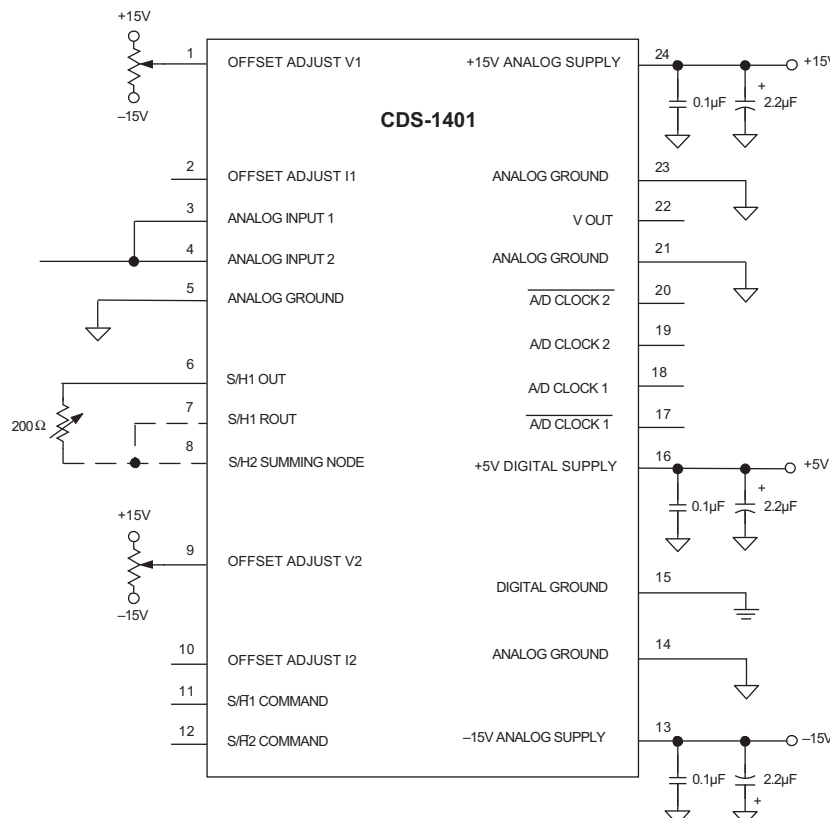 +15V
–15V
1
OFFSET ADJUST V1
+15V ANALOG SUPPLY
24
+15V
0.1µF
+
2.2µF
CDS-1401
2
OFFSET ADJUST I1
ANALOG GROUND
23
3
ANALOG INPUT 1
V OUT
22
4
ANALOG INPUT 2
ANALOG GROUND
21
5
ANALOG GROUND
A/D CLOCK 2
20
A/D CLOCK 2
19
6
S/H1 OUT
A/D CLOCK 1
18
200Ω
7
S/H1 ROUT
A/D CLOCK 1
17
8
S/H2 SUMMING NODE
+5V DIGITAL SUPPLY
16
+5V
0.1µF
+
2.2µF
+15V
–15V
9
OFFSET ADJUST V2
DIGITAL GROUND
15
10
OFFSET ADJUST I2
ANALOG GROUND
14
11
S/H̅1 COMMAND
12
S/H̅2 COMMAND
–15V ANALOG SUPPLY
13
–15V
0.1µF
2.2µF
+